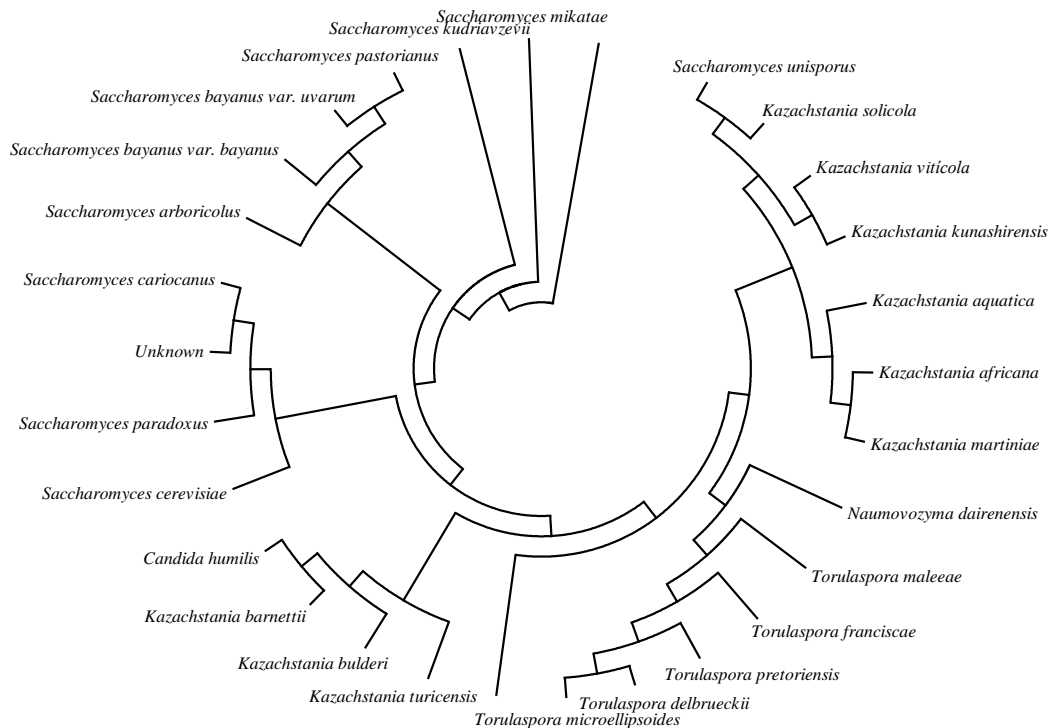 Saccharomyces mikatae
Saccharomyces kudriavzevii
Saccharomyces pastorianus
Saccharomyces unisporus
Saccharomyces bayanus var. uvarum
Kazachstania solicola
Saccharomyces bayanus var. bayanus
Kazachstania vitícola
Saccharomyces arboricolus
Kazachstania kunashirensis
Saccharomyces cariocanus
Kazachstania aquatica
Unknown
Kazachstania africana
Saccharomyces paradoxus
Kazachstania martiniae
Saccharomyces cerevisiae
Naumovozyma dairenensis
Candida humilis
Torulaspora maleeae
Kazachstania barnettii
Torulaspora franciscae
Kazachstania bulderi
Torulaspora pretoriensis
Kazachstania turicensis
Torulaspora delbrueckii
Torulaspora microellipsoides